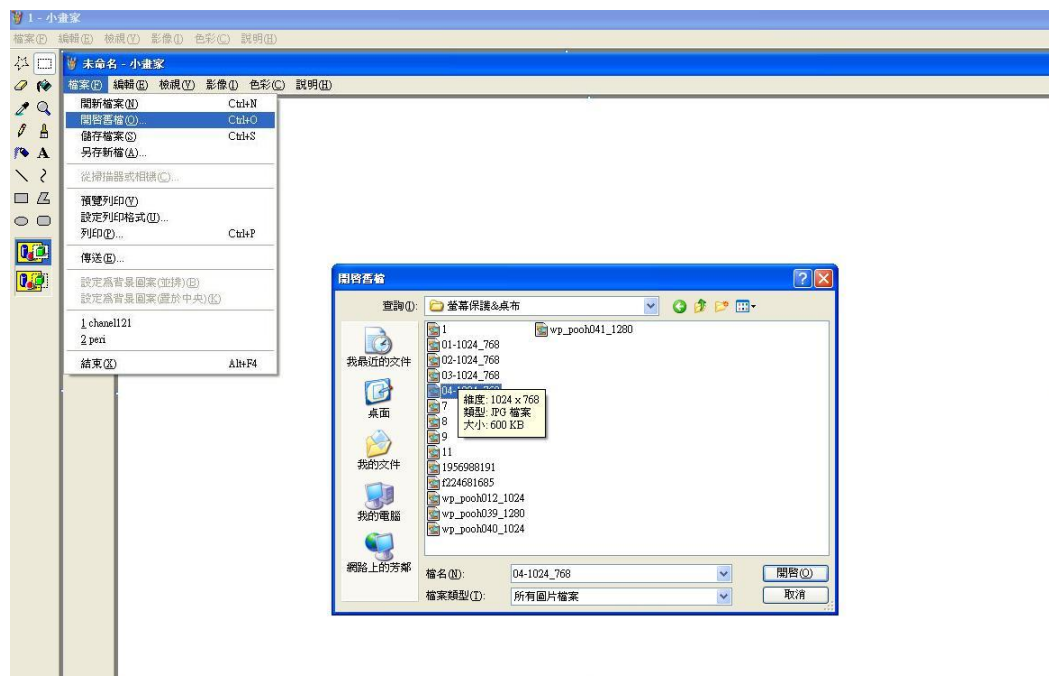 1 - 小畫家
檔案(F) 編輯(E) 檢視(V) 影像(I) 色彩(C) 說明(H)
未命名 - 小畫家
檔案(F) 編輯(E) 檢視(V) 影像(I) 色彩(C) 說明(H)
開新檔案(N) Ctrl+N
開啓舊檔(O)... Ctrl+O
儲存檔案(S) Ctrl+S
另存新檔(A)...
從掃描器或相機(C)...
預覽列印(V)
設定列印格式(U)...
列印(P)... Ctrl+P
傳送(E)...
設定爲背景圖案(並排)(B)
設定爲背景圖案(置於中央)(K)
1 chanel121
2 peri
結束(X) Alt+F4
開啓舊檔
查詢(I): 螢幕保護&桌布
我最近的文件
桌面
我的文件
我的電腦
網路上的芳鄰
1
01-1024_768
02-1024_768
03-1024_768
04-1024_768
7
8
9
11
1956988191
f224681685
wp_pooh012_1024
wp_pooh039_1280
wp_pooh040_1024
wp_pooh041_1280
維度: 1024 x 768
類型: JPG 檔案
大小: 600 KB
檔名(N): 04-1024_768 開啓(O)
檔案類型(T): 所有圖片檔案 取消
A